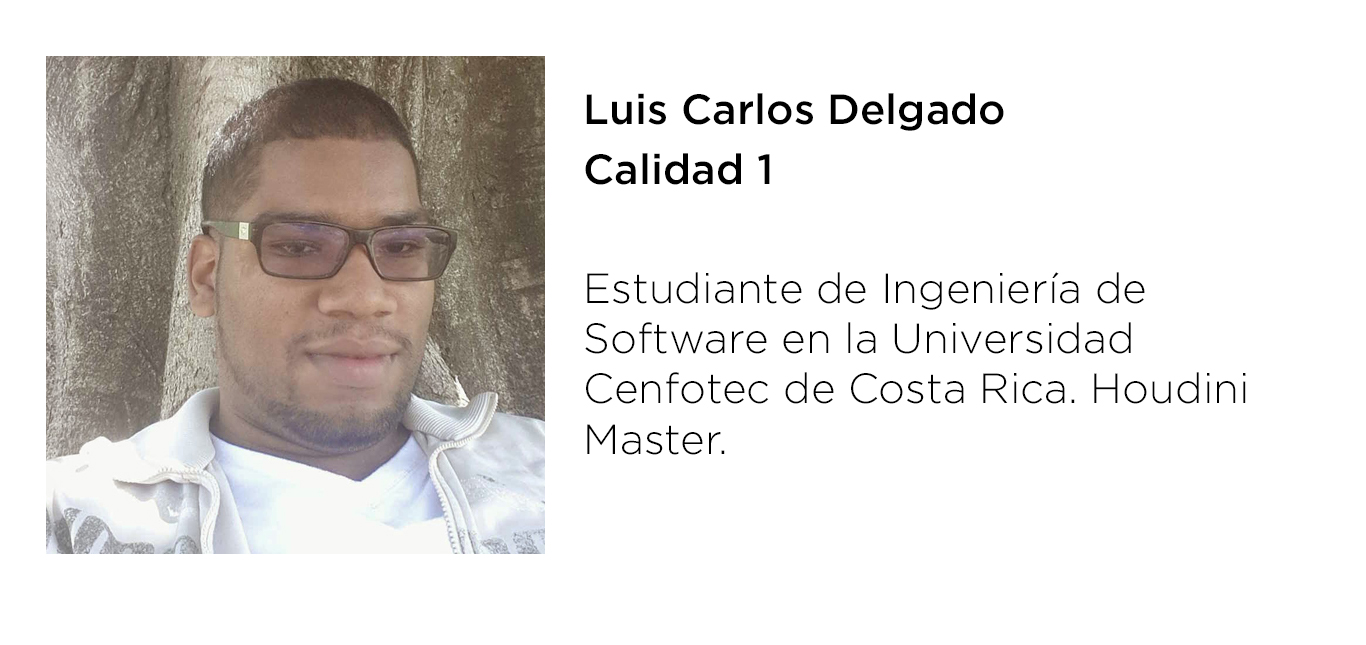 Luis Carlos Delgado
Calidad 1
Estudiante de Ingeniería de
Software en la Universidad
Cenfotec de Costa Rica. Houdini
Master.